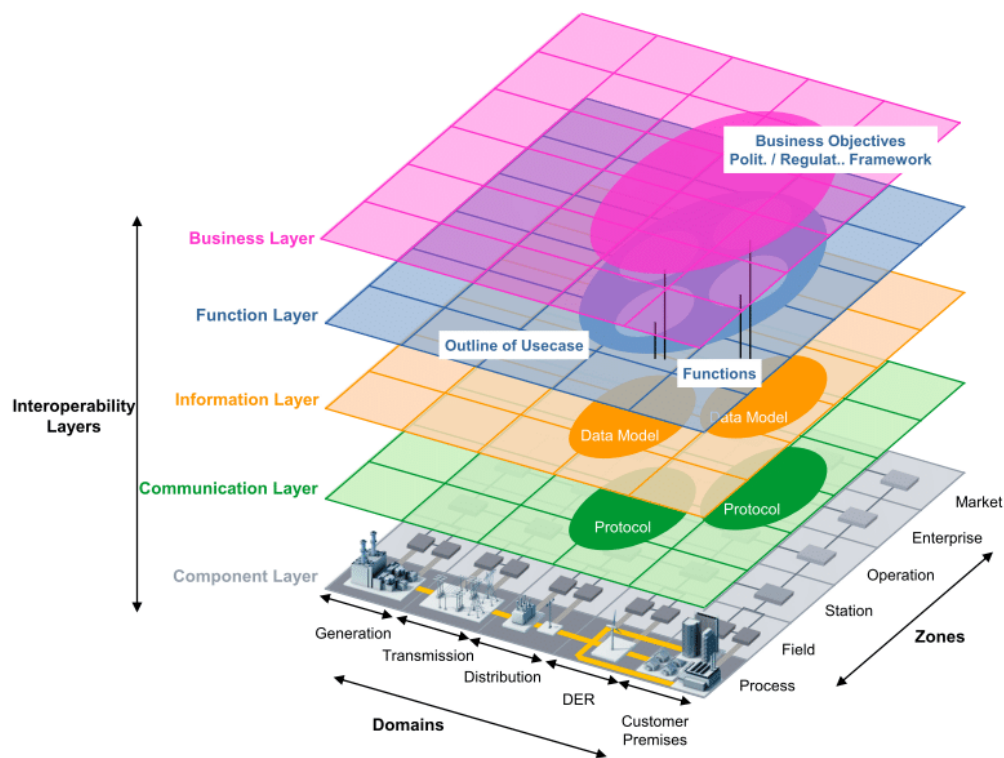 Business Objectives
Polit. / Regulat.. Framework
Business Layer
Function Layer
Outline of Usecase
Functions
Information Layer
Interoperability
Layers
Data Model
Data Model
Communication Layer
Protocol
Protocol
Market
Enterprise
Operation
Station
Field
Process
Zones
Component Layer
Generation
Transmission
Distribution
DER
Customer
Premises
Domains